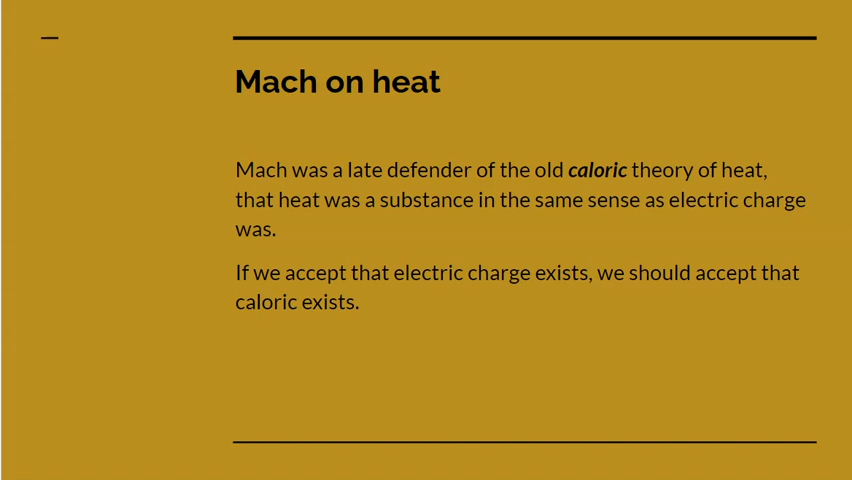 Mach on heat
Mach was a late defender of the old caloric theory of heat,
that heat was a substance in the same sense as electric charge
was.
If we accept that electric charge exists, we should accept that
caloric exists.